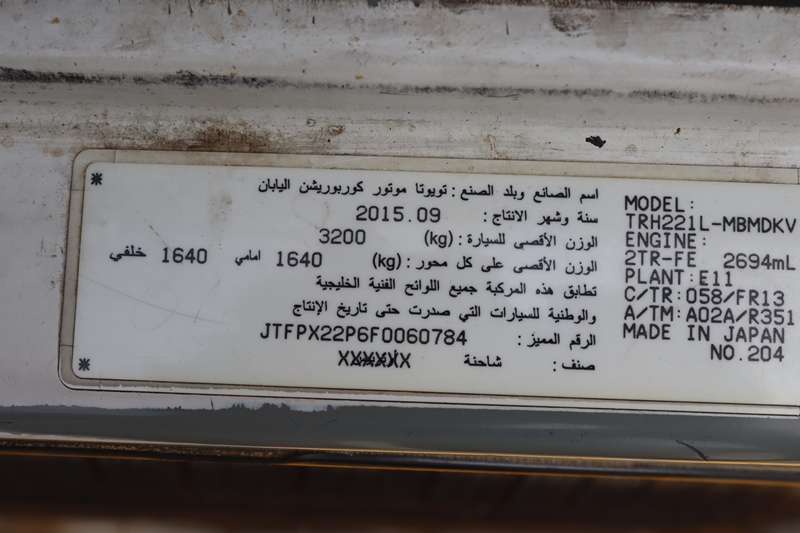 اسم الصانع وبلد الصنع : تويوتا موتور كوربوريشن اليابان
سنة وشهر الانتاج : 2015.09
الوزن الأقصى للسيارة : (kg) 3200
الوزن الأقصى على كل محور : (kg) 1640 امامي 1640 خلفي
تطابق هذه المركبة جميع اللوائح الفنية الخليجية
والوطنية للسيارات التي صدرت حتى تاريخ الإنتاج
الرقم المميز : JTFPX22P6F0060784
صنف : شاحنة XXXXXX
MODEL:
TRH221L-MBMDKV
ENGINE:
2TR-FE 2694mL
PLANT:E11
C/TR:058/FR13
A/TM:A02A/R351
MADE IN JAPAN
NO.204